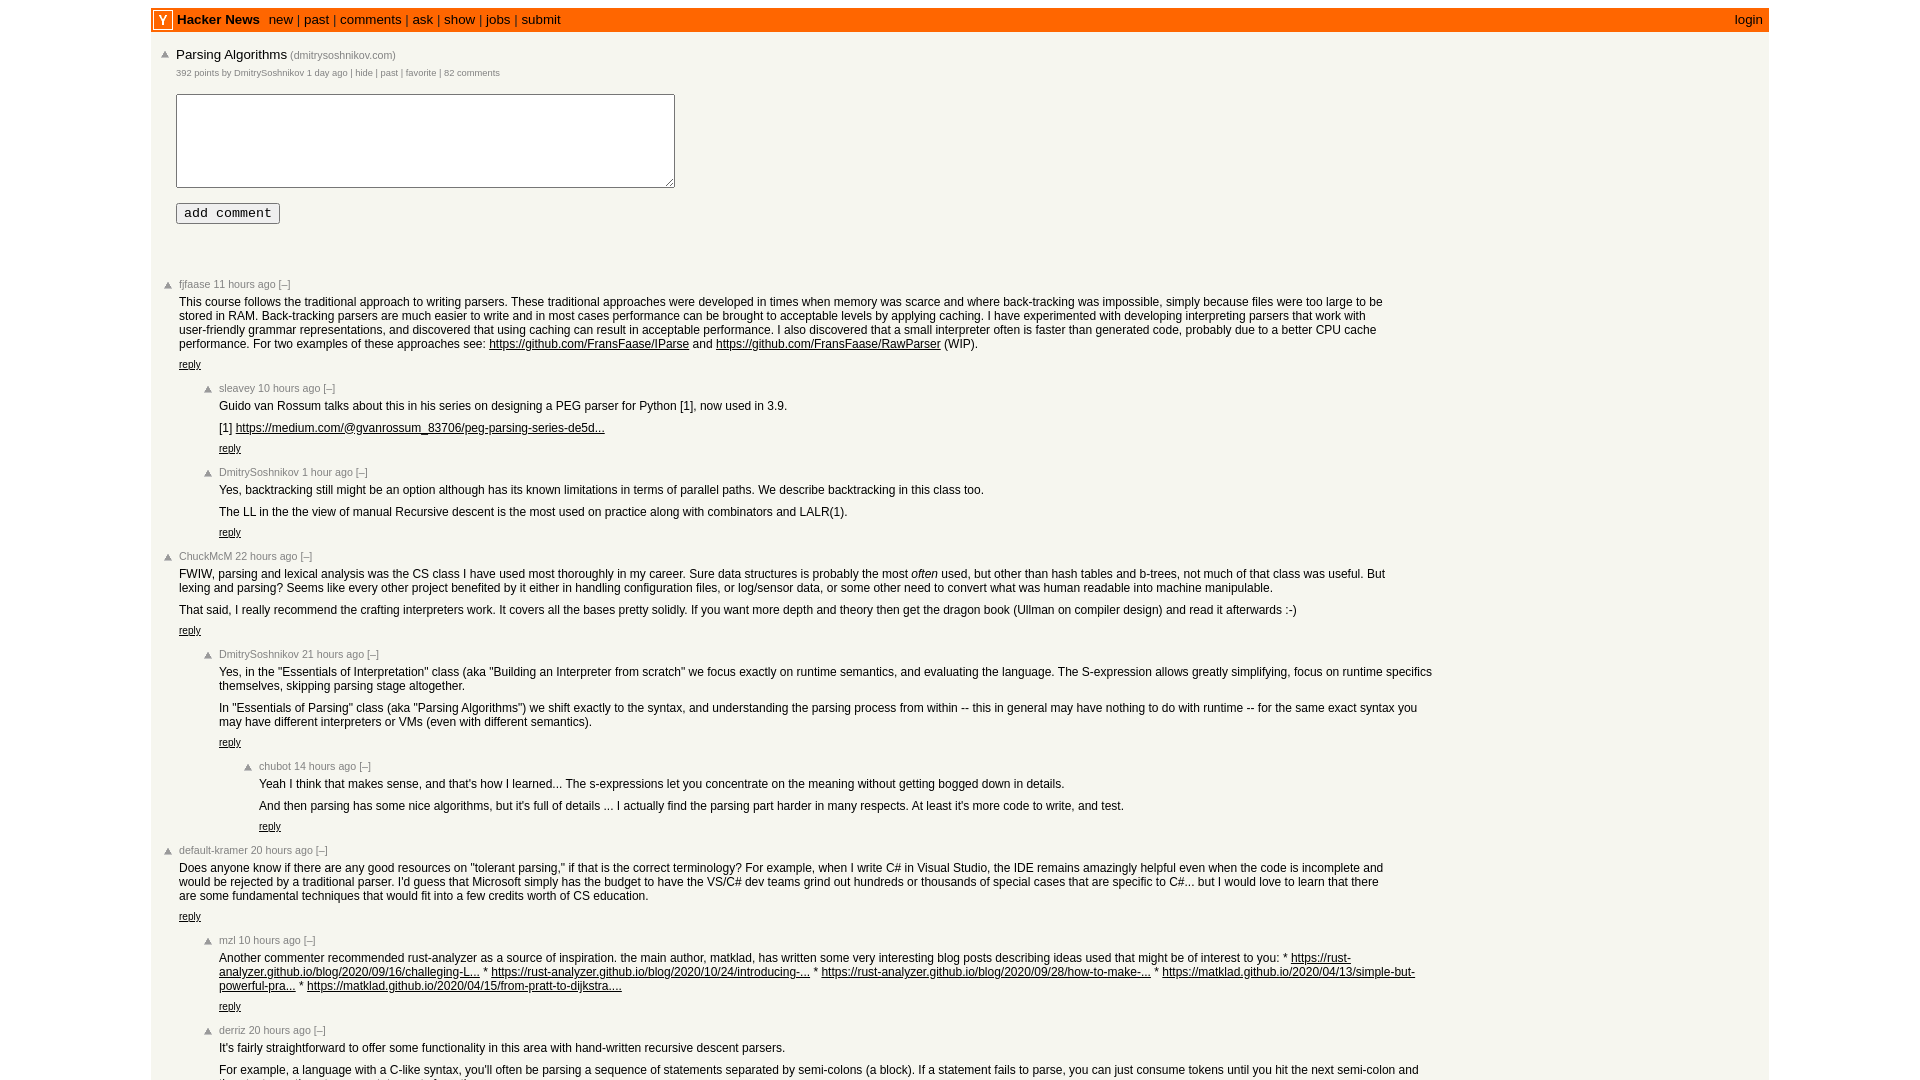 Y Hacker News new | past | comments | ask | show | jobs | submit login
Parsing Algorithms (dmitrysoshnikov.com)
392 points by DmitrySoshnikov 1 day ago | hide | past | favorite | 82 comments
add comment
fjfaase 11 hours ago [–]
This course follows the traditional approach to writing parsers. These traditional approaches were developed in times when memory was scarce and where back-tracking was impossible, simply because files were too large to be
stored in RAM. Back-tracking parsers are much easier to write and in most cases performance can be brought to acceptable levels by applying caching. I have experimented with developing interpreting parsers that work with
user-friendly grammar representations, and discovered that using caching can result in acceptable performance. I also discovered that a small interpreter often is faster than generated code, probably due to a better CPU cache
performance. For two examples of these approaches see: https://github.com/FransFaase/IParse and https://github.com/FransFaase/RawParser (WIP).
reply
sleavey 10 hours ago [–]
Guido van Rossum talks about this in his series on designing a PEG parser for Python [1], now used in 3.9.
[1] https://medium.com/@gvanrossum_83706/peg-parsing-series-de5d...
reply
DmitrySoshnikov 1 hour ago [–]
Yes, backtracking still might be an option although has its known limitations in terms of parallel paths. We describe backtracking in this class too.
The LL in the the view of manual Recursive descent is the most used on practice along with combinators and LALR(1).
reply
ChuckMcM 22 hours ago [–]
FWIW, parsing and lexical analysis was the CS class I have used most thoroughly in my career. Sure data structures is probably the most often used, but other than hash tables and b-trees, not much of that class was useful. But
lexing and parsing? Seems like every other project benefited by it either in handling configuration files, or log/sensor data, or some other need to convert what was human readable into machine manipulable.
That said, I really recommend the crafting interpreters work. It covers all the bases pretty solidly. If you want more depth and theory then get the dragon book (Ullman on compiler design) and read it afterwards :-)
reply
DmitrySoshnikov 21 hours ago [–]
Yes, in the "Essentials of Interpretation" class (aka "Building an Interpreter from scratch" we focus exactly on runtime semantics, and evaluating the language. The S-expression allows greatly simplifying, focus on runtime specifics
themselves, skipping parsing stage altogether.
In "Essentials of Parsing" class (aka "Parsing Algorithms") we shift exactly to the syntax, and understanding the parsing process from within -- this in general may have nothing to do with runtime -- for the same exact syntax you
may have different interpreters or VMs (even with different semantics).
reply
chubot 14 hours ago [–]
Yeah I think that makes sense, and that's how I learned... The s-expressions let you concentrate on the meaning without getting bogged down in details.
And then parsing has some nice algorithms, but it's full of details ... I actually find the parsing part harder in many respects. At least it's more code to write, and test.
reply
default-kramer 20 hours ago [–]
Does anyone know if there are any good resources on "tolerant parsing," if that is the correct terminology? For example, when I write C# in Visual Studio, the IDE remains amazingly helpful even when the code is incomplete and
would be rejected by a traditional parser. I'd guess that Microsoft simply has the budget to have the VS/C# dev teams grind out hundreds or thousands of special cases that are specific to C#... but I would love to learn that there
are some fundamental techniques that would fit into a few credits worth of CS education.
reply
mzl 10 hours ago [–]
Another commenter recommended rust-analyzer as a source of inspiration. the main author, matklad, has written some very interesting blog posts describing ideas used that might be of interest to you: * https://rust-
analyzer.github.io/blog/2020/09/16/challeging-L... * https://rust-analyzer.github.io/blog/2020/10/24/introducing-... * https://rust-analyzer.github.io/blog/2020/09/28/how-to-make-... * https://matklad.github.io/2020/04/13/simple-but-
powerful-pra... * https://matklad.github.io/2020/04/15/from-pratt-to-dijkstra....
reply
derriz 20 hours ago [–]
It's fairly straightforward to offer some functionality in this area with hand-written recursive descent parsers.
For example, a language with a C-like syntax, you'll often be parsing a sequence of statements separated by semi-colons (a block). If a statement fails to parse, you can just consume tokens until you hit the next semi-colon and